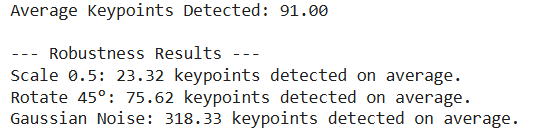 Average Keypoints Detected: 91.00
--- Robustness Results ---
Scale 0.5: 23.32 keypoints detected on average.
Rotate 45°: 75.62 keypoints detected on average.
Gaussian Noise: 318.33 keypoints detected on average.